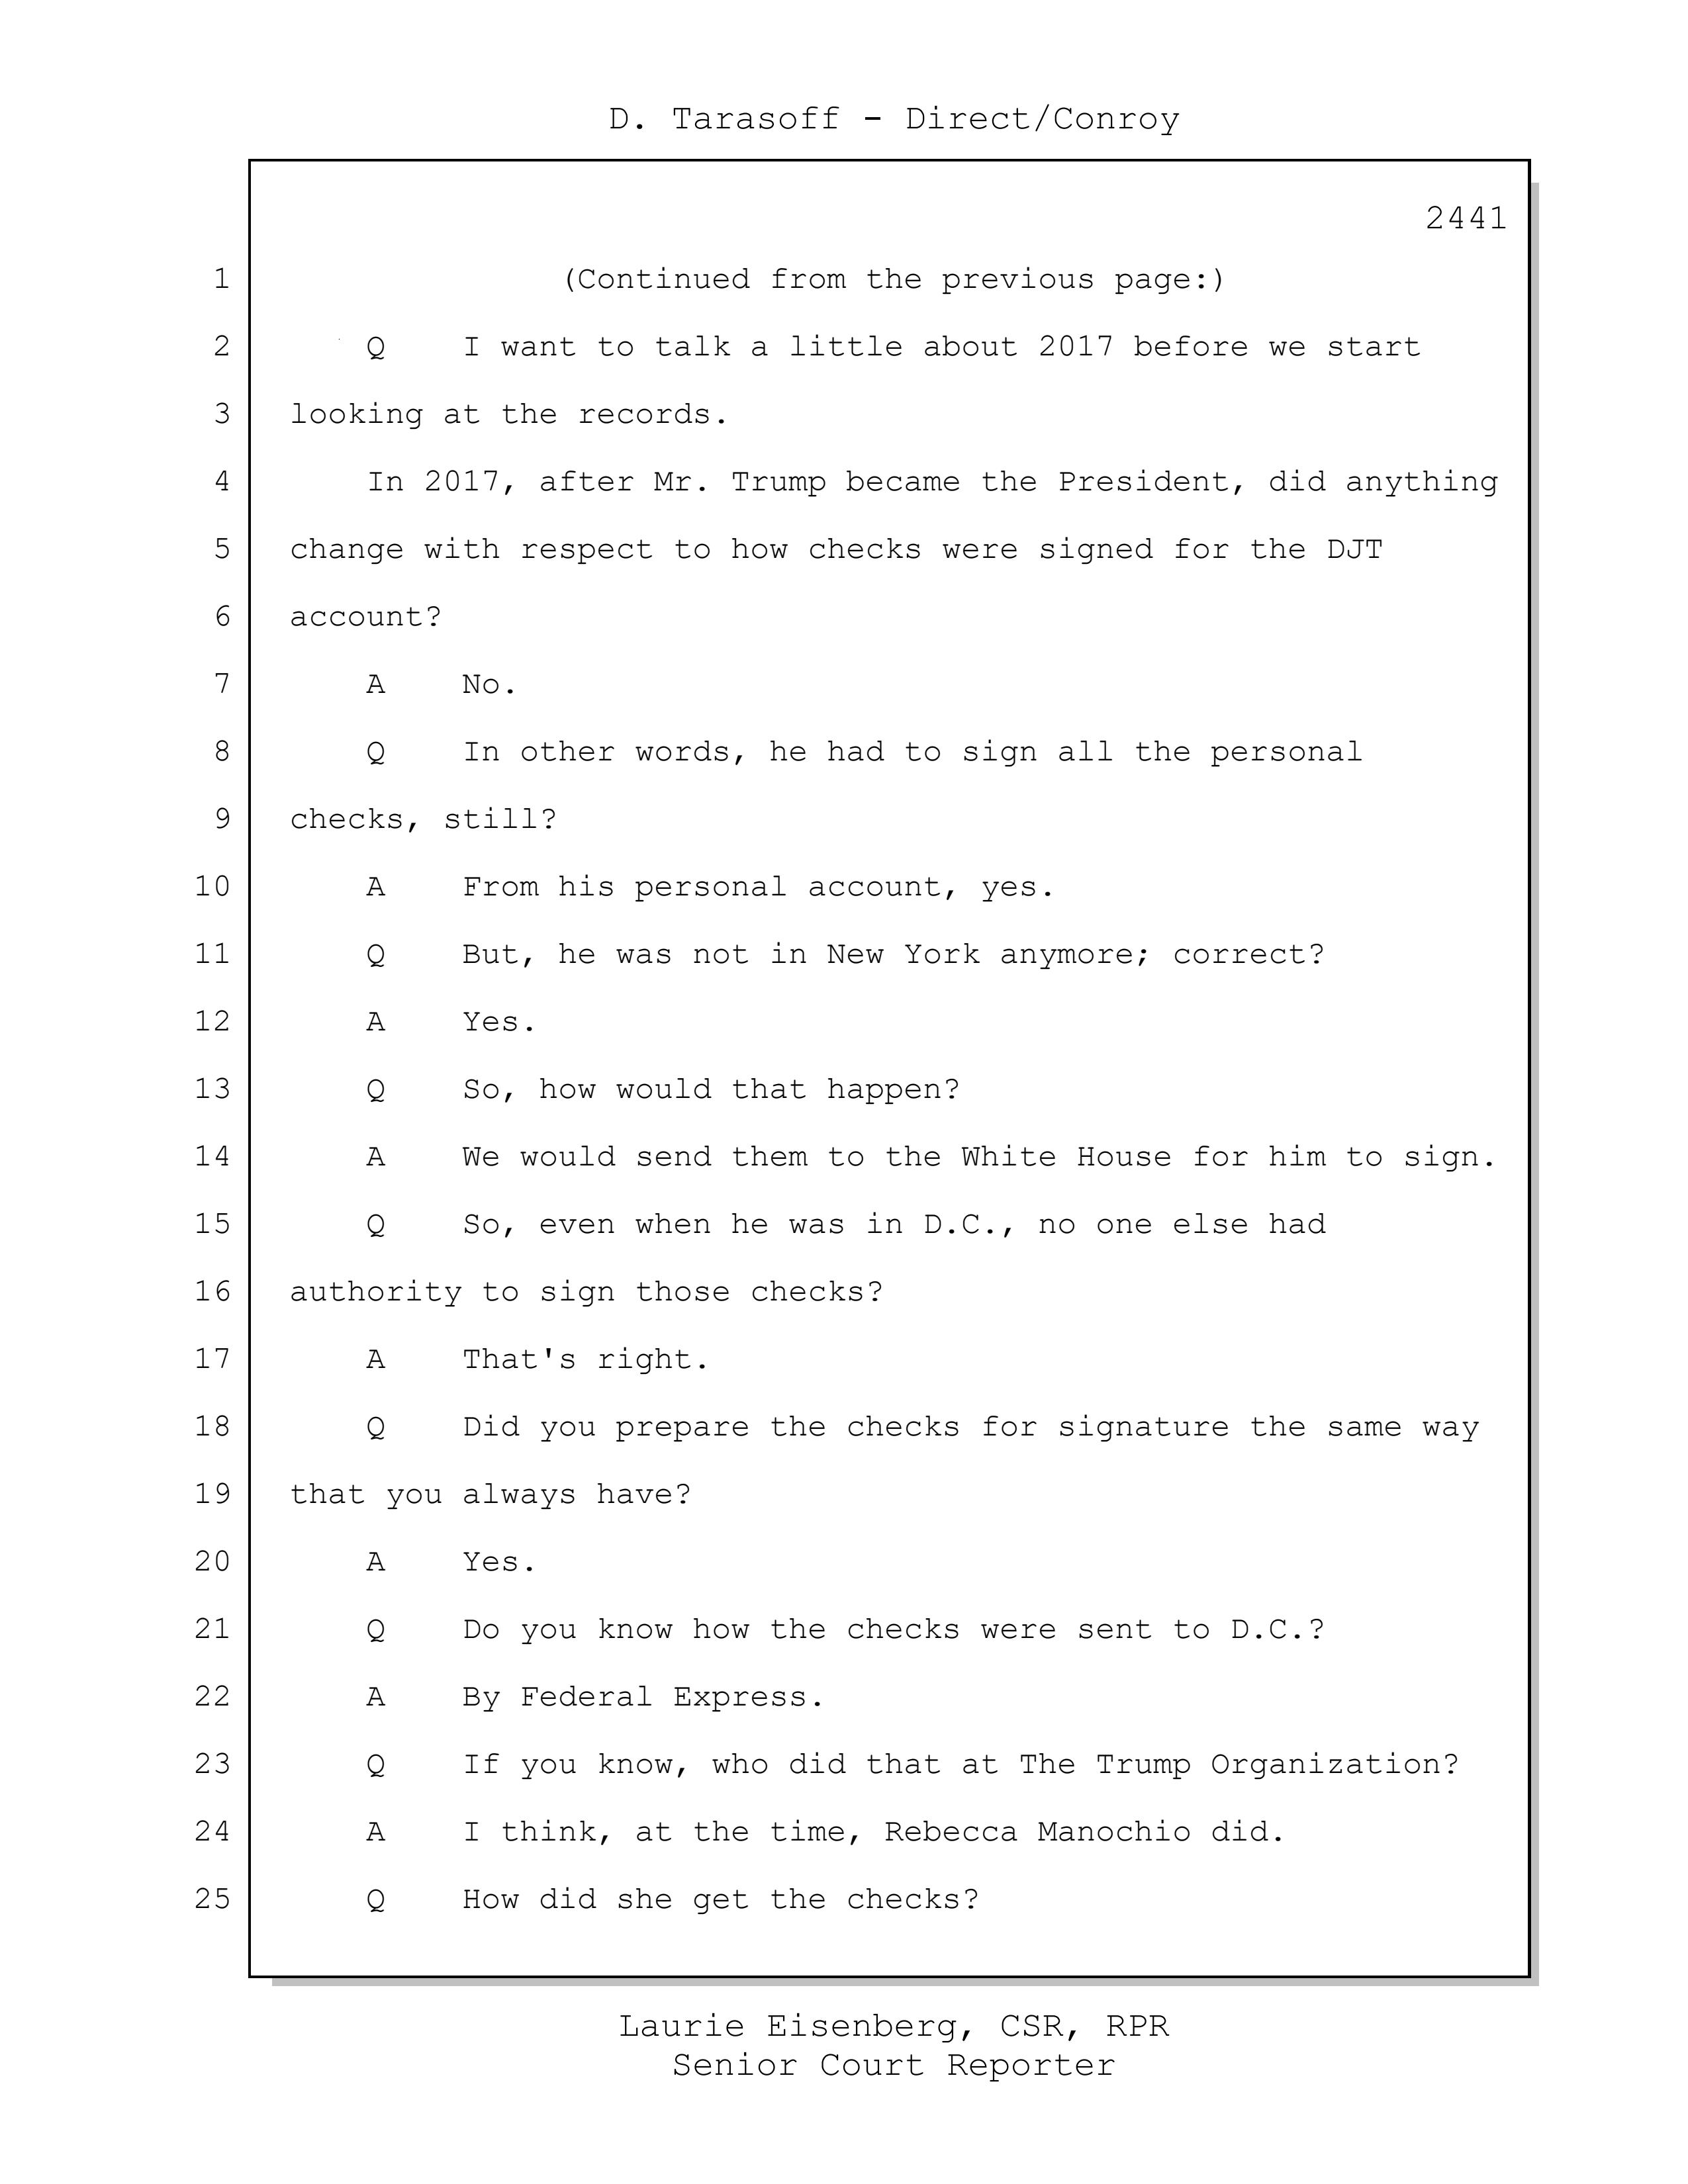 D. Tarasoff - Direct/Conroy
2441
1 (Continued from the previous page:)
2 Q I want to talk a little about 2017 before we start
3 looking at the records.
4 In 2017, after Mr. Trump became the President, did anything
5 change with respect to how checks were signed for the DJT
6 account?
7 A No.
8 Q In other words, he had to sign all the personal
9 checks, still?
10 A From his personal account, yes.
11 Q But, he was not in New York anymore; correct?
12 A Yes.
13 Q So, how would that happen?
14 A We would send them to the White House for him to sign.
15 Q So, even when he was in D.C., no one else had
16 authority to sign those checks?
17 A That's right.
18 Q Did you prepare the checks for signature the same way
19 that you always have?
20 A Yes.
21 Q Do you know how the checks were sent to D.C.?
22 A By Federal Express.
23 Q If you know, who did that at The Trump Organization?
24 A I think, at the time, Rebecca Manochio did.
25 Q How did she get the checks?
Laurie Eisenberg, CSR, RPR
Senior Court Reporter